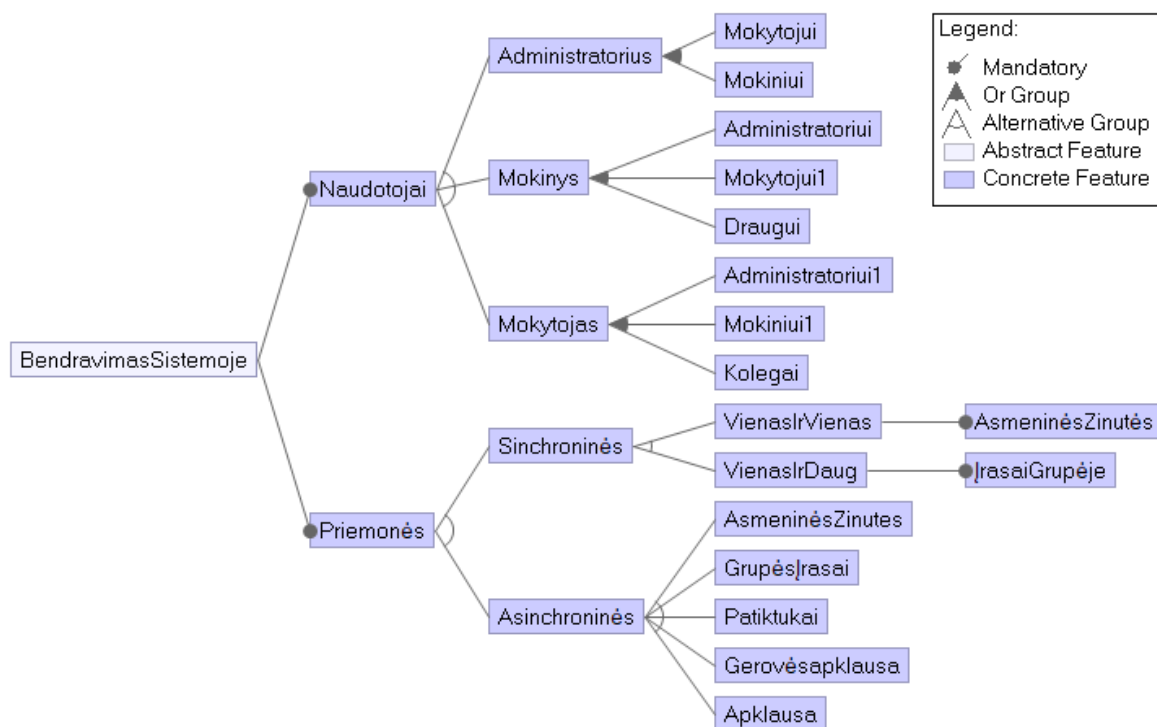 Administratorius
Mokytojui
Mokiniui
Mokinys
Administratoriui
Mokytojui1
Draugui
Naudotojai
Mokytojas
Administratoriui1
Mokiniui1
Kolegai
BendravimasSistemoje
Sinchroninės
VienasIrVienas
AsmeninėsZinutės
VienasIrDaug
ĮrasaiGrupėje
Priemonės
Asinchroninės
AsmeninėsZinutes
GrupėsĮrasai
Patiktukai
Gerovėsapklausa
Apklausa
Legend:
Mandatory
Or Group
Alternative Group
Abstract Feature
Concrete Feature